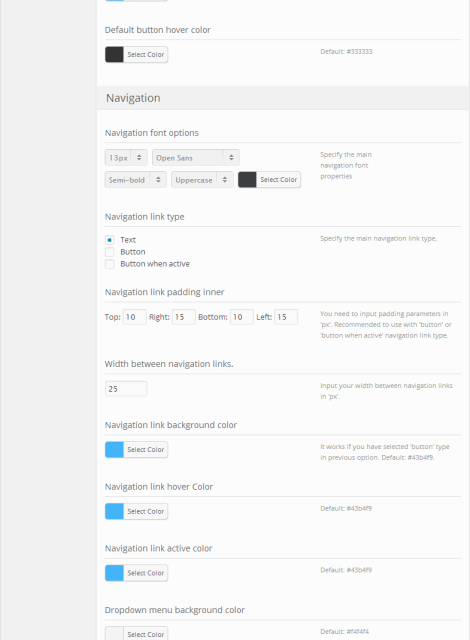 Default button hover color
Select Color
Default: #333333
Navigation
Navigation font options
13px
Open Sans
Specify the main
navigation font
properties
Semi-bold
Uppercase
Select Color
Navigation link type
Text
Specify the main navigation link type.
Button
Button when active
Navigation link padding inner
Top: 10 Right: 15 Bottom: 10 Left: 15
You need to input padding parameters in
'px'. Recommended to use with 'button' or
'button when active' navigation link type.
Width between navigation links.
25
Input your width between navigation links
in 'px'.
Navigation link background color
Select Color
It works if you have selected 'button' type
in previous option. Default: #43b4f9.
Navigation link hover Color
Select Color
Default: #43b4f9
Navigation link active color
Select Color
Default: #43b4f9
Dropdown menu background color
Select Color
Default: #f4f4f4